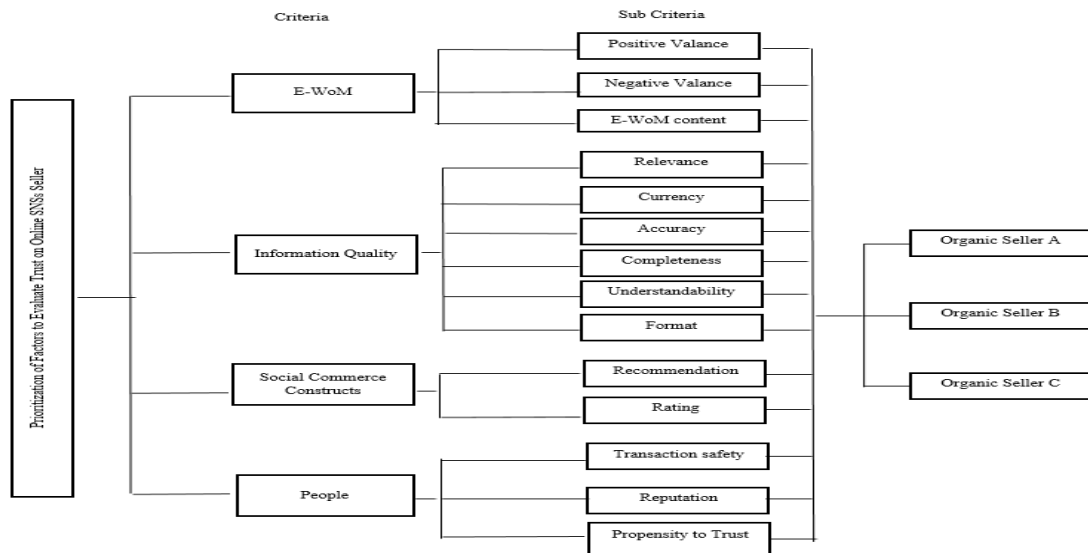 Criteria
Sub Criteria
Prioritization of Factors to Evaluate Trust on Online SNSs Seller
E-WoM
Positive Valance
Negative Valance
E-WoM content
Information Quality
Relevance
Currency
Accuracy
Completeness
Understandability
Format
Social Commerce
Constructs
Recommendation
Rating
People
Transaction safety
Reputation
Propensity to Trust
Organic Seller A
Organic Seller B
Organic Seller C